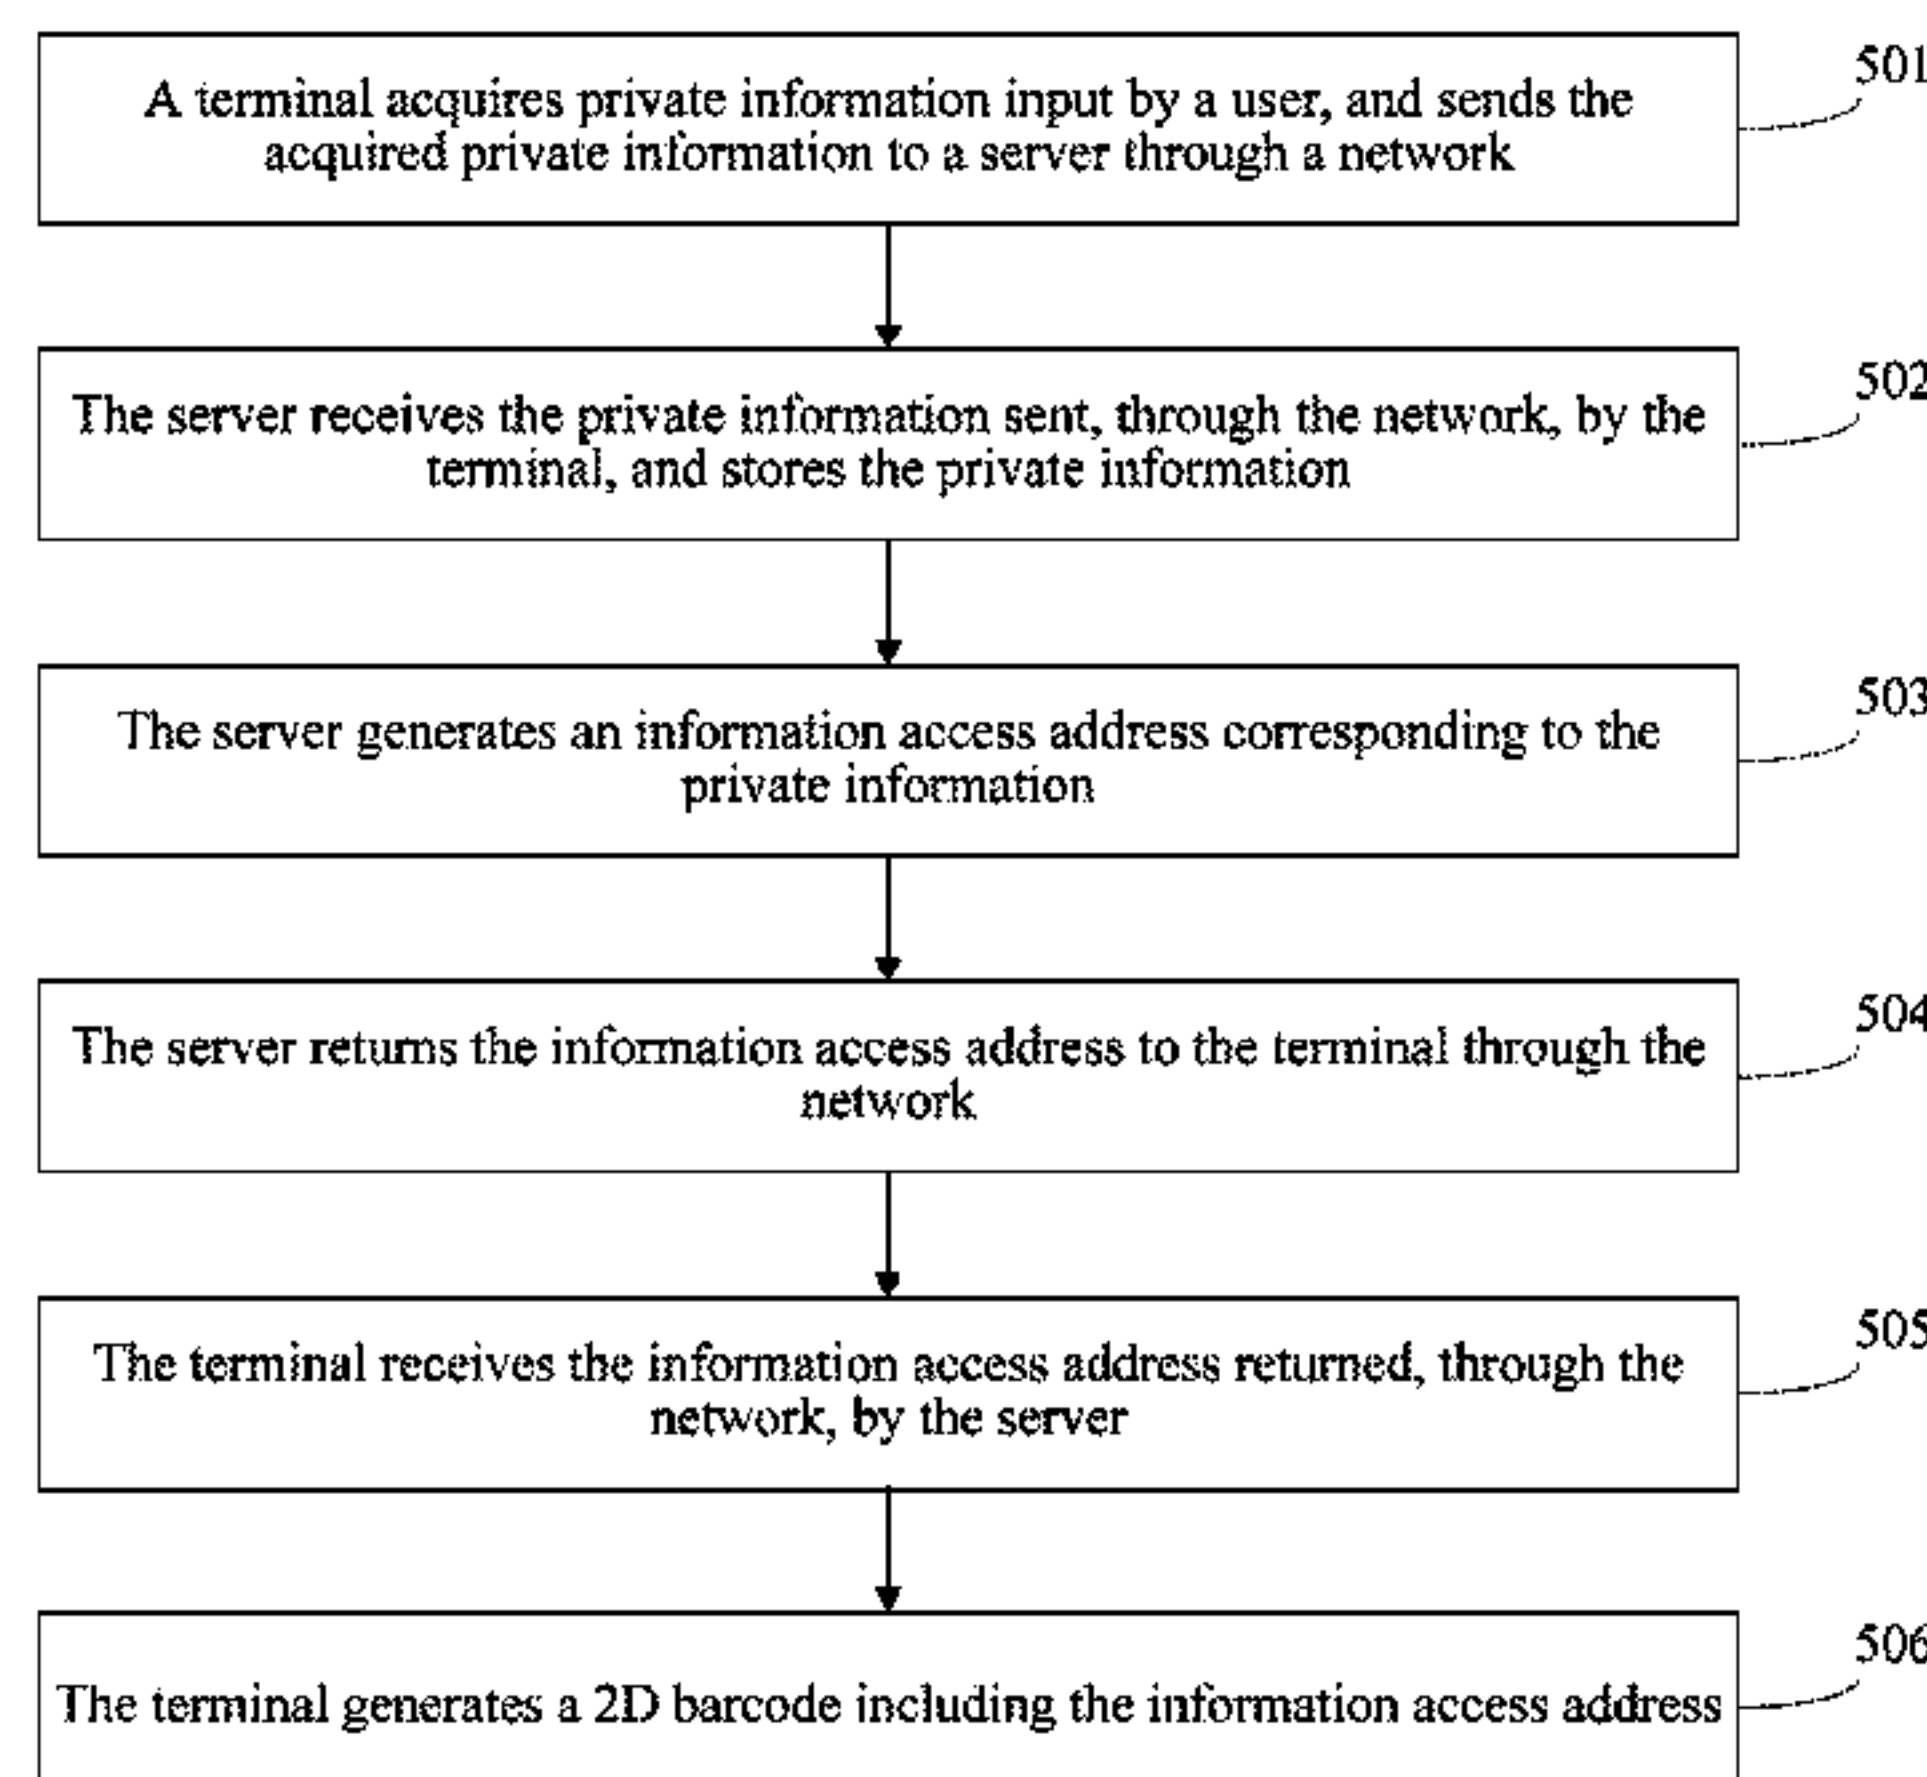 501
A terminal acquires private information input by a user, and sends the
acquired private information to a server through a network
502
The server receives the private information sent, through the network, by the
terminal, and stores the private information
503
The server generates an information access address corresponding to the
private information
504
The server returns the information access address to the terminal through the
network
505
The terminal receives the information access address returned, through the
network, by the server
506
The terminal generates a 2D barcode including the information access address